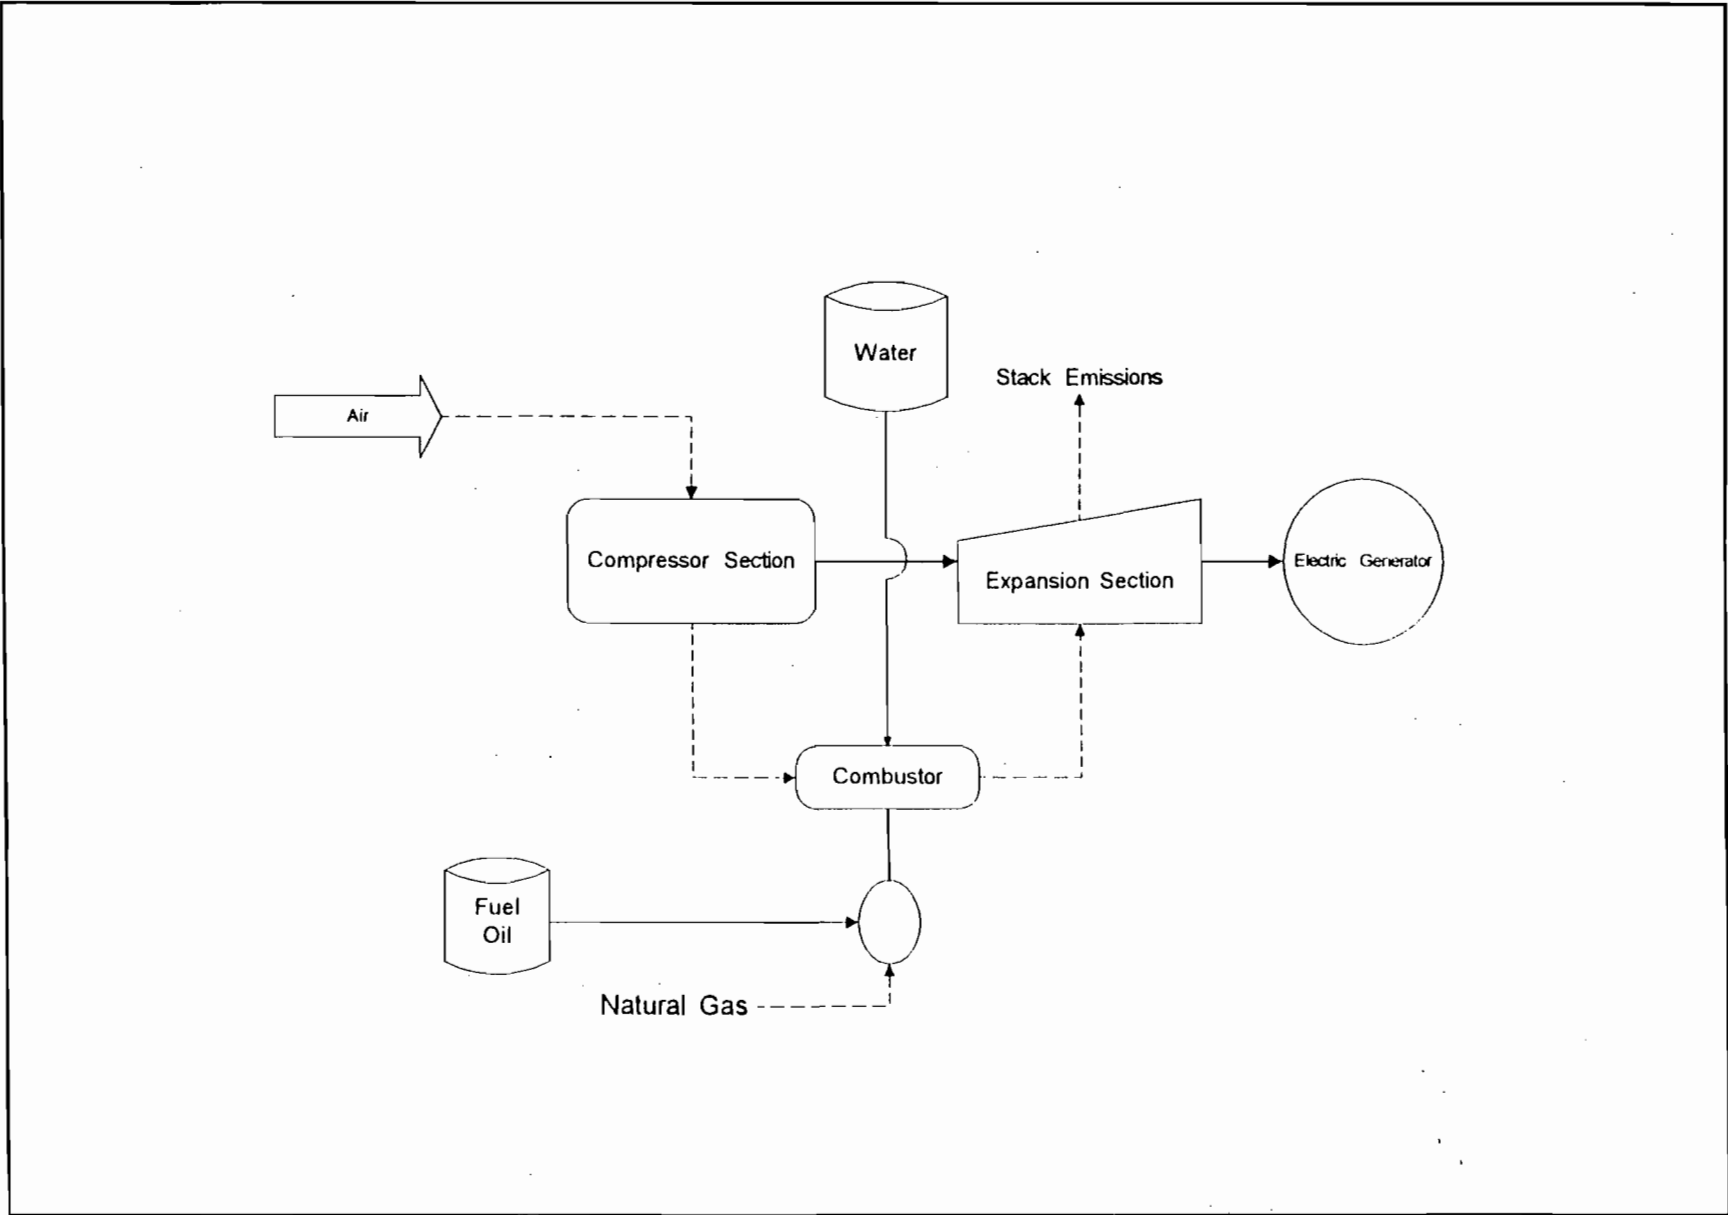 Water
Stack Emissions
Air
Compressor Section
Expansion Section
Electric Generator
Combustor
Fuel
Oil
Natural Gas